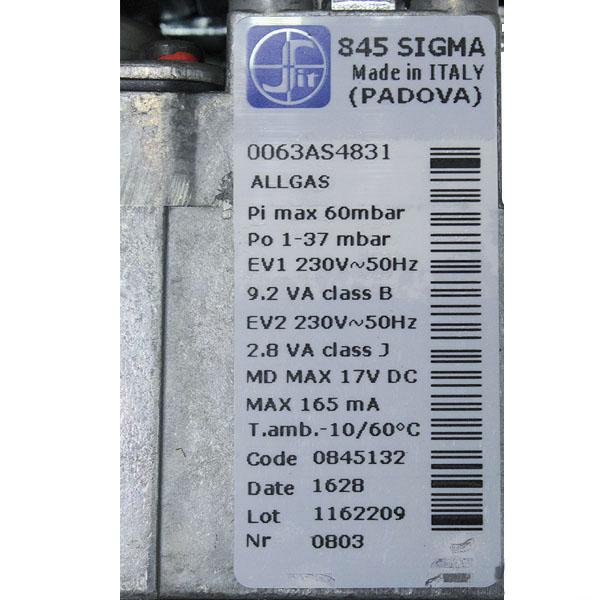 Sit
845 SIGMA
Made in ITALY
(PADOVA)
0063AS4831
ALLGAS
Pi max 60mbar
Po 1-37 mbar
EV1 230V~50Hz
9.2 VA class B
EV2 230V~50Hz
2.8 VA class J
MD MAX 17V DC
MAX 165 mA
T.amb.-10/60°C
Code 0845132
Date 1628
Lot 1162209
Nr 0803